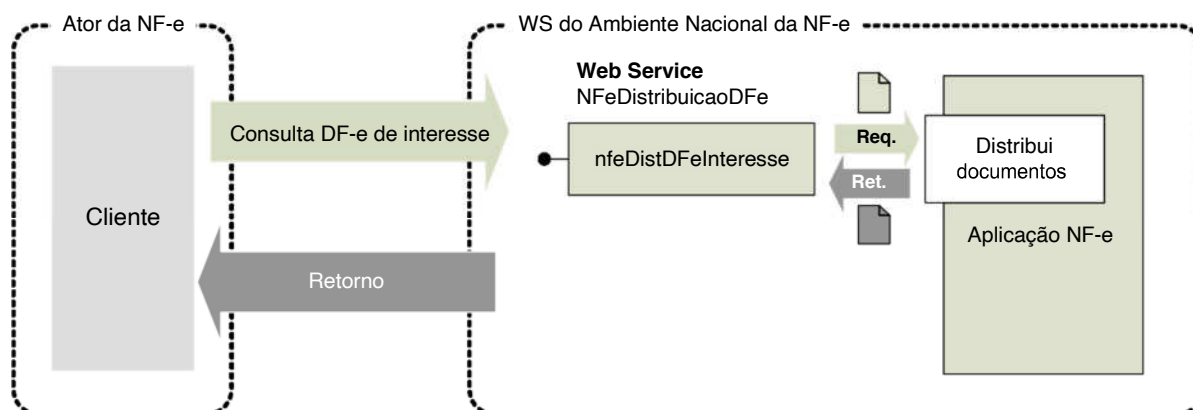 Ator da NF-e
WS do Ambiente Nacional da NF-e
Web Service
NFeDistribuicaoDFe
Consulta DF-e de interesse
nfeDistDFeInteresse
Req.
Ret.
Distribui
documentos
Cliente
Aplicação NF-e
Retorno